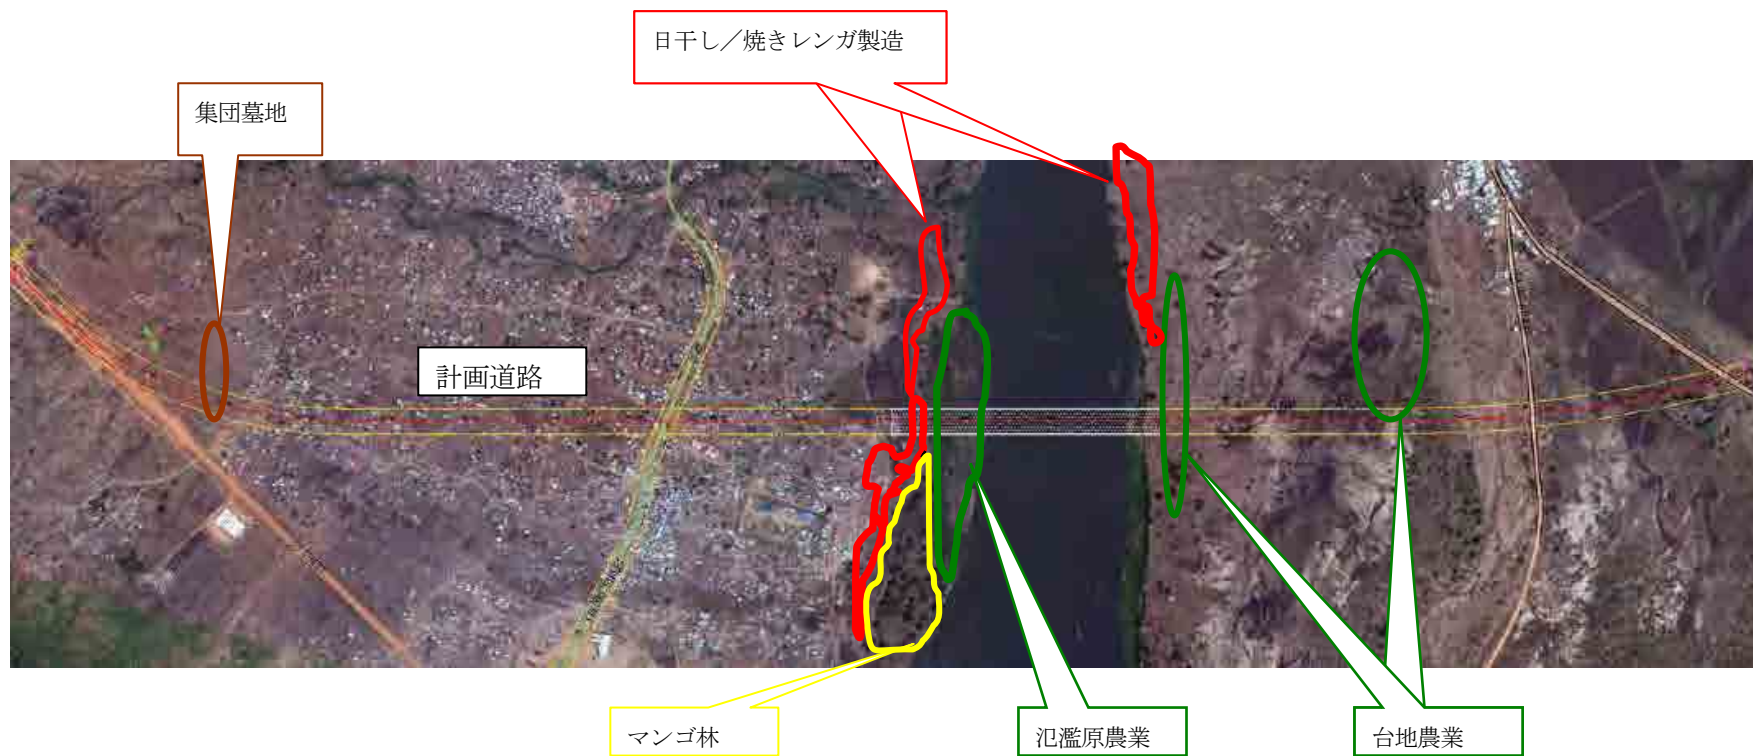 日干し／焼きレンガ製造
集団墓地
計画道路
マンゴ林
氾濫原農業
台地農業